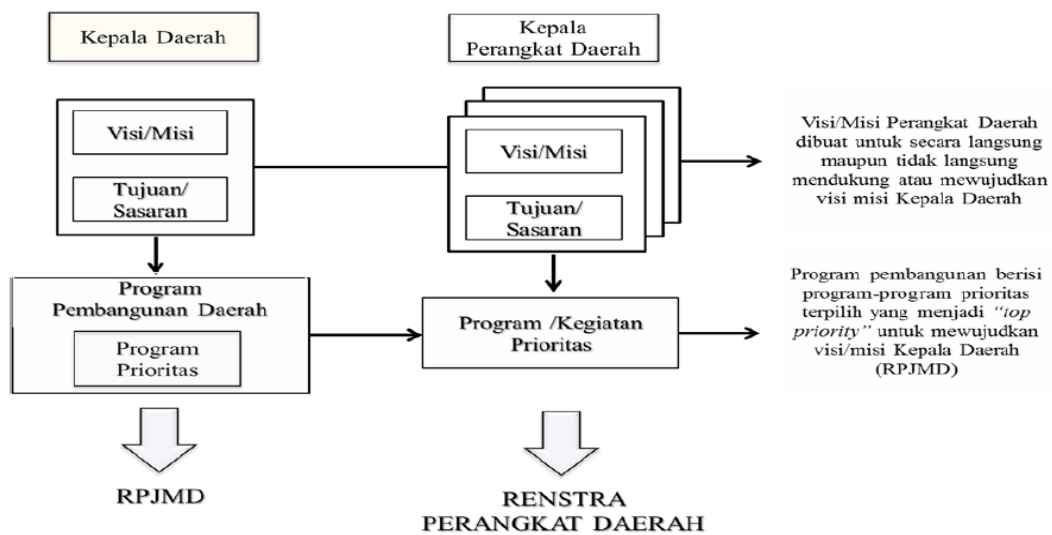 Kepala Daerah
Kepala
Perangkat Daerah
Visi/Misi
Tujuan/
Sasaran
Visi/Misi
Tujuan/
Sasaran
Visi/Misi Perangkat Daerah
dibuat untuk secara langsung
maupun tidak langsung
mendukung atau mewujudkan
visi misi Kepala Daerah
Program
Pembangunan Daerah
Program
Prioritas
Program /Kegiatan
Prioritas
Program pembangunan berisi
program-program prioritas
terpilih yang menjadi “top
priority” untuk mewujudkan
visi/misi Kepala Daerah
(RPJMD)
RPJMD
RENSTRA
PERANGKAT DAERAH